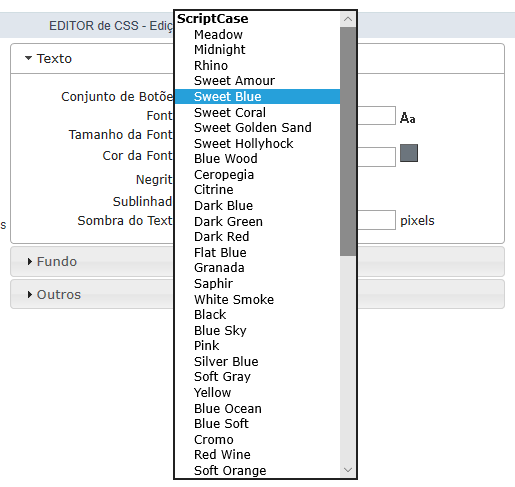 ScriptCase
EDITOR de CSS - Ediç
Meadow
Midnight
Texto
Rhino
Sweet Amour
Conjunto de Botõe
Sweet Blue
Font
Sweet Coral
Aa
Tamanho da Font
Sweet Golden Sand
Sweet Hollyhock
Cor da Font
Blue Wood
Negrit
Ceropegia
Citrine
Sublinhad
Dark Blue
s
Sombra do Text
Dark Green
pixels
Dark Red
Flat Blue
Fundo
Granada
Saphir
Outros
White Smoke
Black
Blue Sky
Pink
Silver Blue
Soft Gray
Yellow
Blue Ocean
Blue Soft
Cromo
Red Wine
Soft Orange